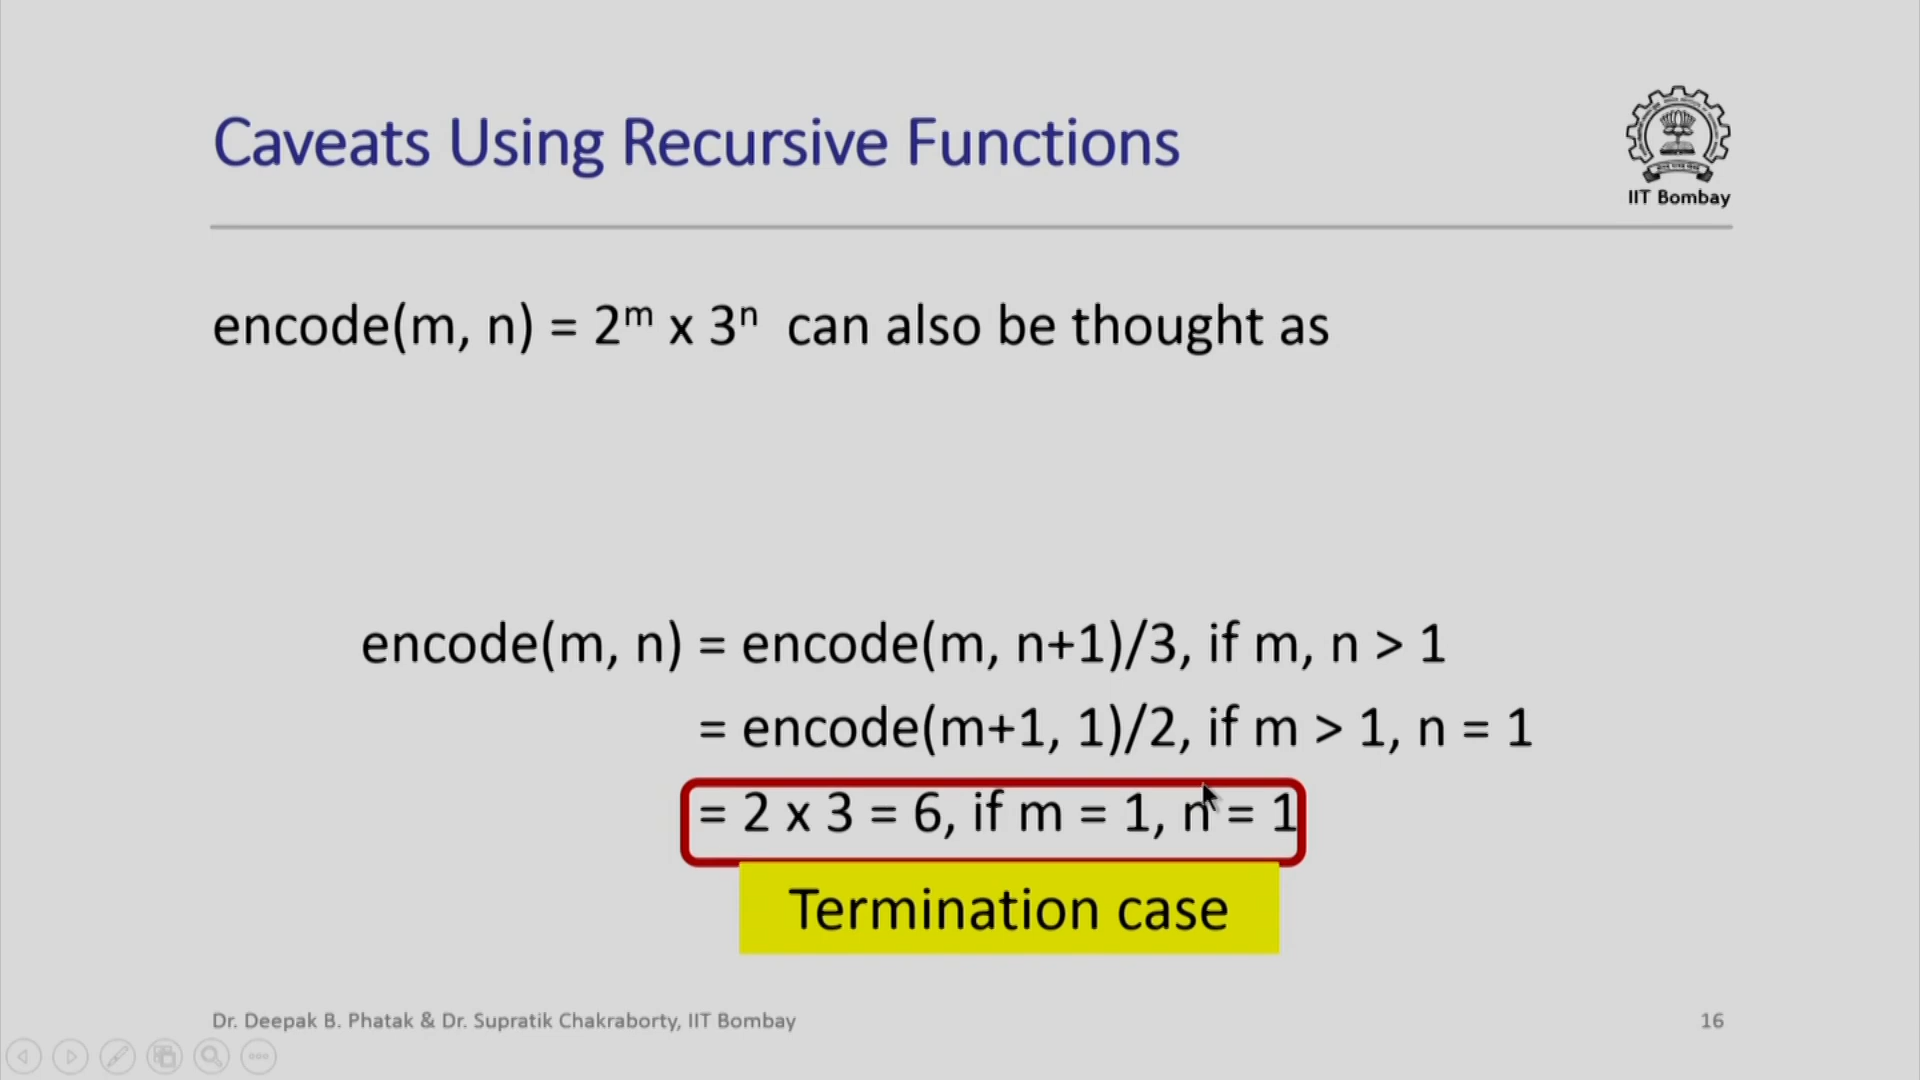 Caveats Using Recursive Functions
IIT Bombay
encode(m, n) = 2ᵐ x 3ⁿ can also be thought as
encode(m, n) = encode(m, n+1)/3, if m, n > 1
= encode(m+1, 1)/2, if m > 1, n = 1
= 2 x 3 = 6, if m = 1, n = 1
Termination case
Dr. Deepak B. Phatak & Dr. Supratik Chakraborty, IIT Bombay
16